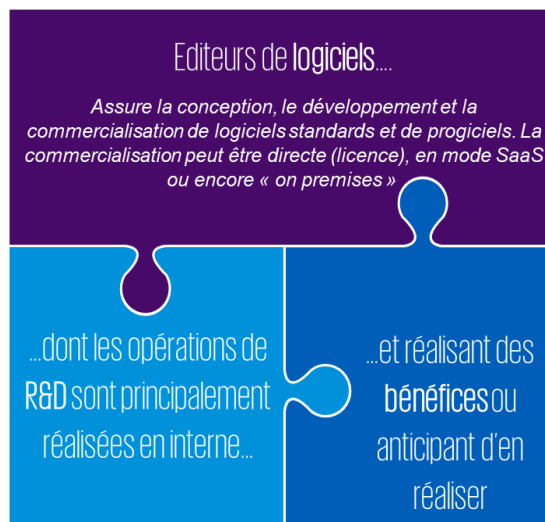 Editeurs de logiciels....
Assure la conception, le développement et la
commercialisation de logiciels standards et de progiciels. La
commercialisation peut être directe (licence), en mode SaaS
ou encore « on premises »
...dont les opérations de
R&D sont principalement
réalisées en interne...
...et réalisant des
bénéfices ou
anticipant d'en
réaliser